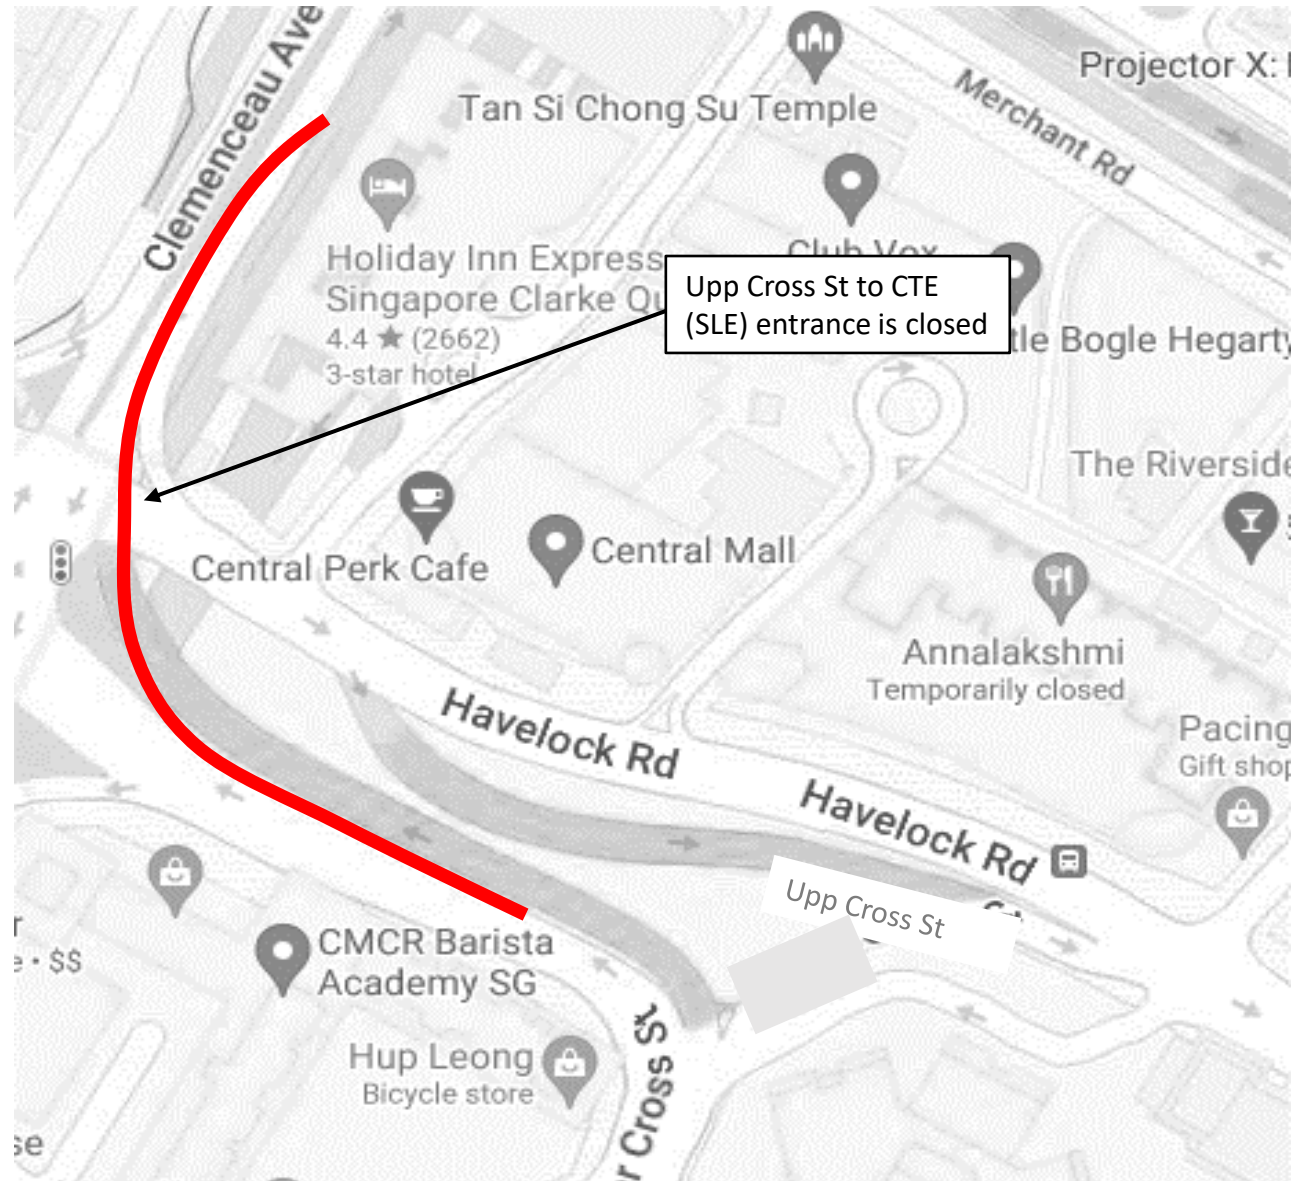 Clemenceau Ave
Tan Si Chong Su Temple
Projector X:
Merchant Rd
Holiday Inn Express
Singapore Clarke Qu
4.4 ★ (2662)
3-star hotel
Club Vox
Upp Cross St to CTE
(SLE) entrance is closed
tle Bogle Hegarty
The Riverside
Central Perk Cafe
Central Mall
Annalakshmi
Temporarily closed
Havelock Rd
Pacing
Gift shop
Havelock Rd
Upp Cross St
CMCR Barista
Academy SG
e · $$
Hup Leong
Bicycle store
r Cross St
se